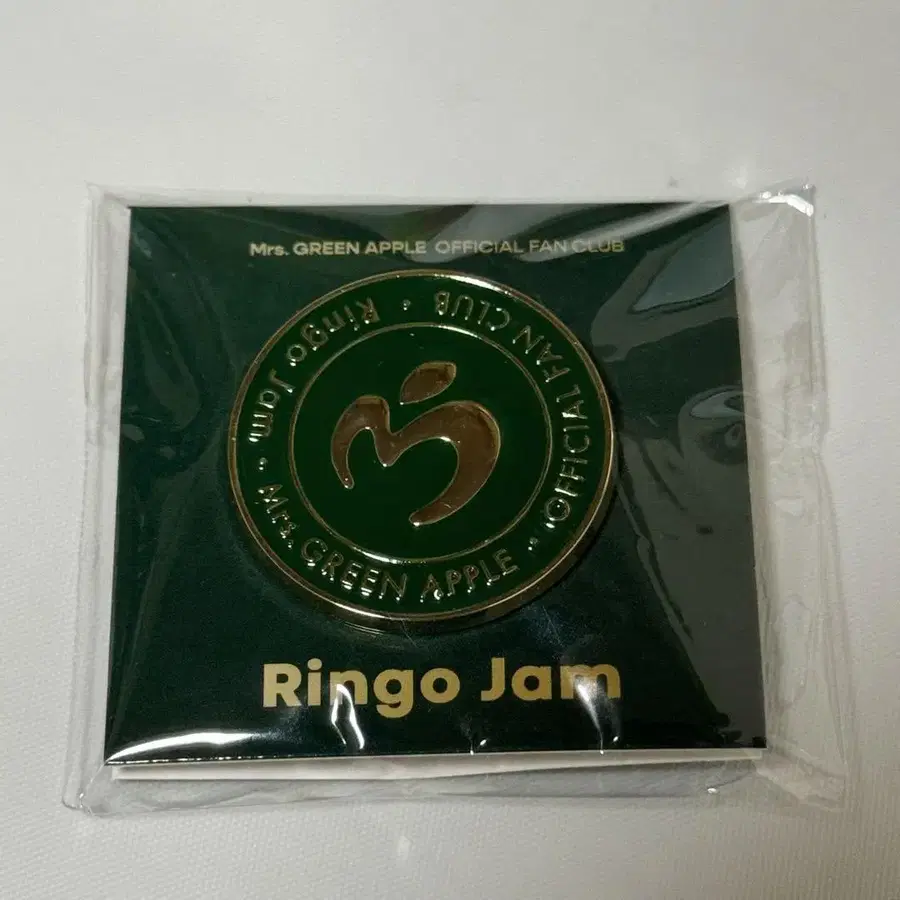 Mrs. GREEN APPLE OFFICIAL FAN CLUB
Ringo Jam • Mrs. GREEN APPLE • OFFICIAL FAN CLUB •
Ringo Jam